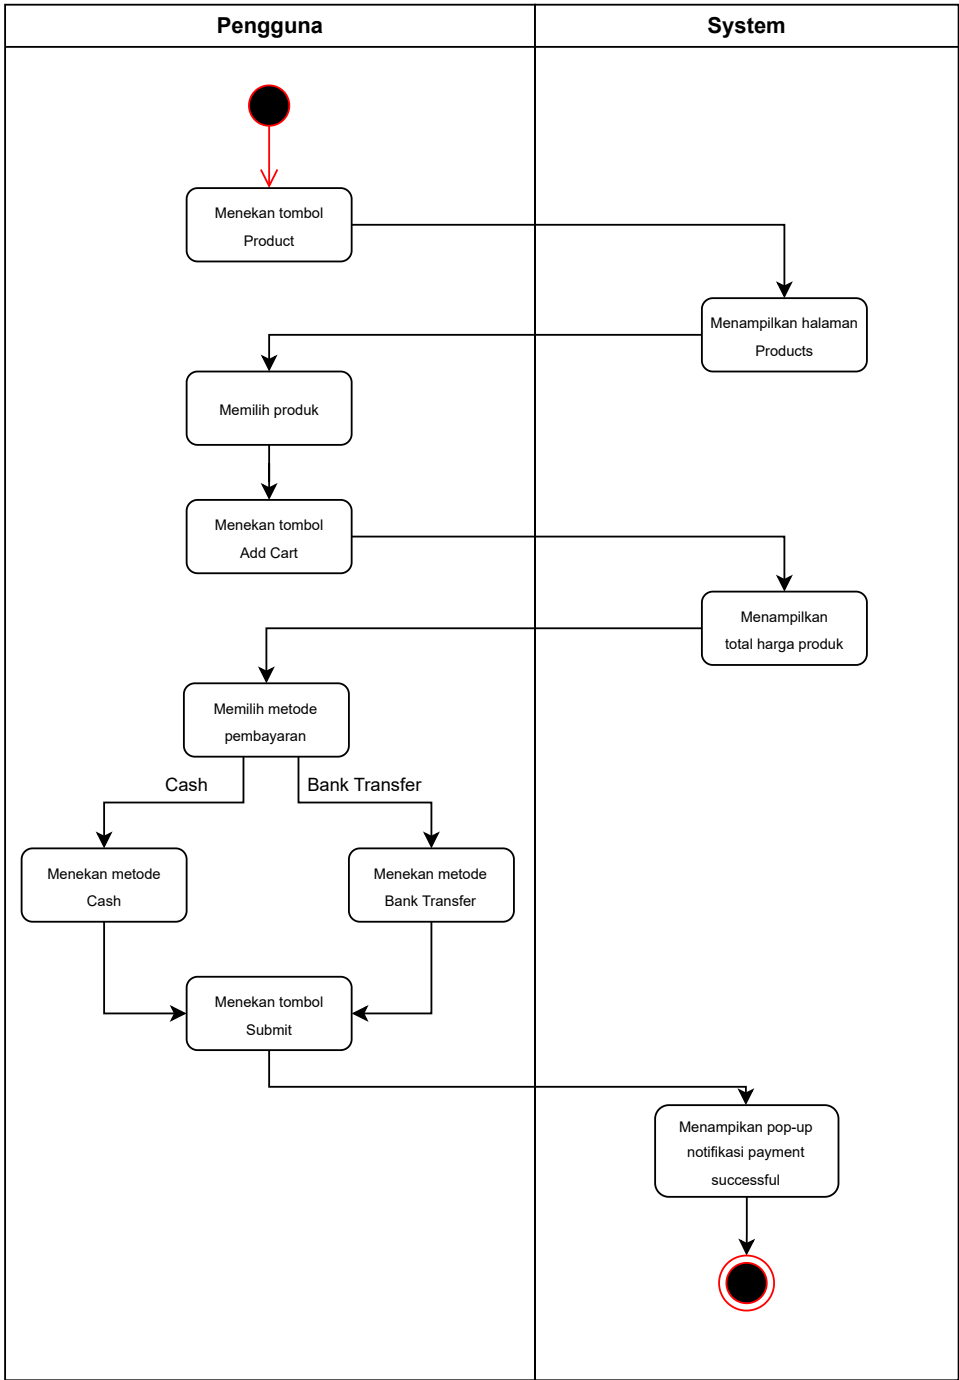 Pengguna
System
Menekan tombol
Product
Menampilkan halaman
Products
Memilih produk
Menekan tombol
Add Cart
Menampilkan
total harga produk
Memilih metode
pembayaran
Cash
Bank Transfer
Menekan metode
Cash
Menekan metode
Bank Transfer
Menekan tombol
Submit
Menampikan pop-up
notifikasi payment
successful